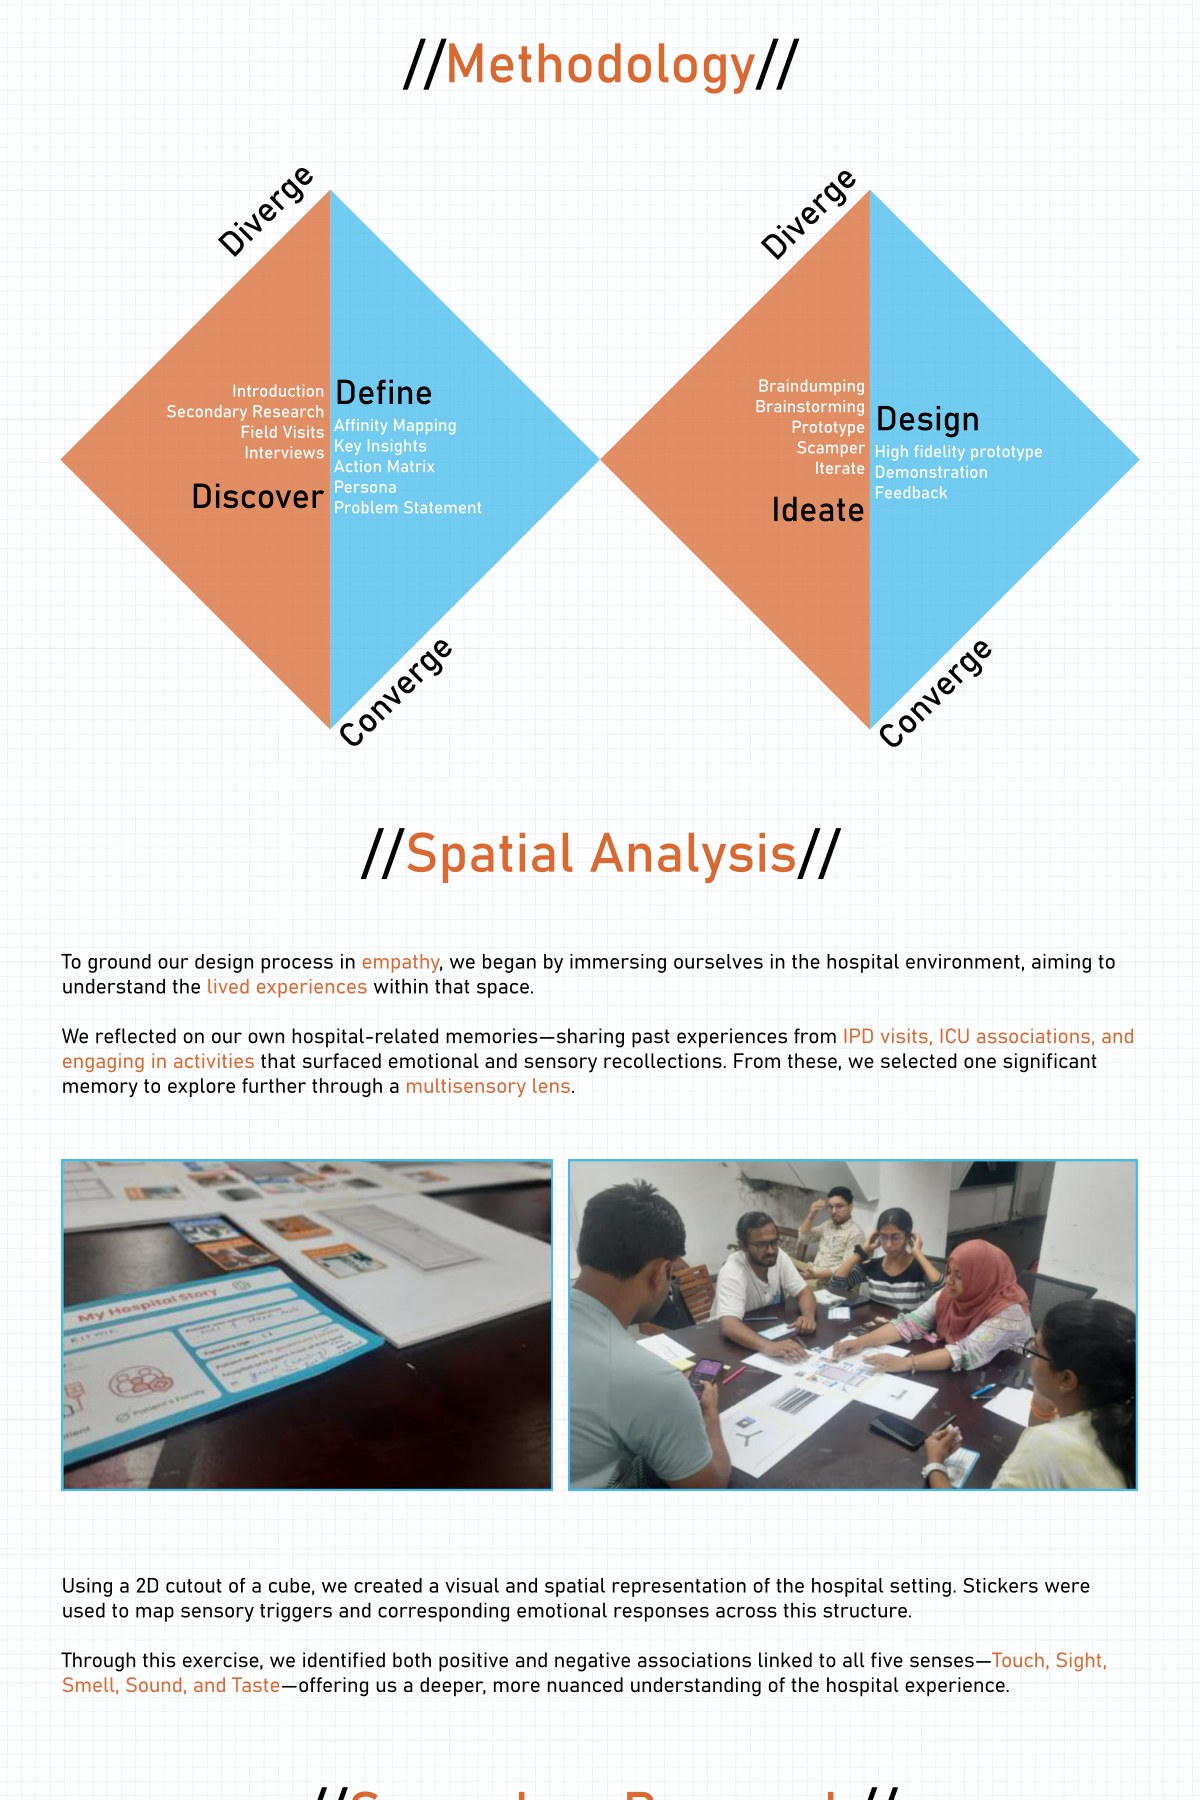 //Methodology//
Diverge
Diverge
Introduction
Secondary Research
Field Visits
Interviews
Discover
Define
Affinity Mapping
Key Insights
Action Matrix
Persona
Problem Statement
Braindumping
Brainstorming
Prototype
Scamper
Iterate
Ideate
Design
High fidelity prototype
Demonstration
Feedback
Converge
Converge
//Spatial Analysis//
To ground our design process in empathy, we began by immersing ourselves in the hospital environment, aiming to
understand the lived experiences within that space.
We reflected on our own hospital-related memories—sharing past experiences from IPD visits, ICU associations, and
engaging in activities that surfaced emotional and sensory recollections. From these, we selected one significant
memory to explore further through a multisensory lens.
My Hospital Story
Patient's age:
Patient's Family
Using a 2D cutout of a cube, we created a visual and spatial representation of the hospital setting. Stickers were
used to map sensory triggers and corresponding emotional responses across this structure.
Through this exercise, we identified both positive and negative associations linked to all five senses—Touch, Sight,
Smell, Sound, and Taste—offering us a deeper, more nuanced understanding of the hospital experience.